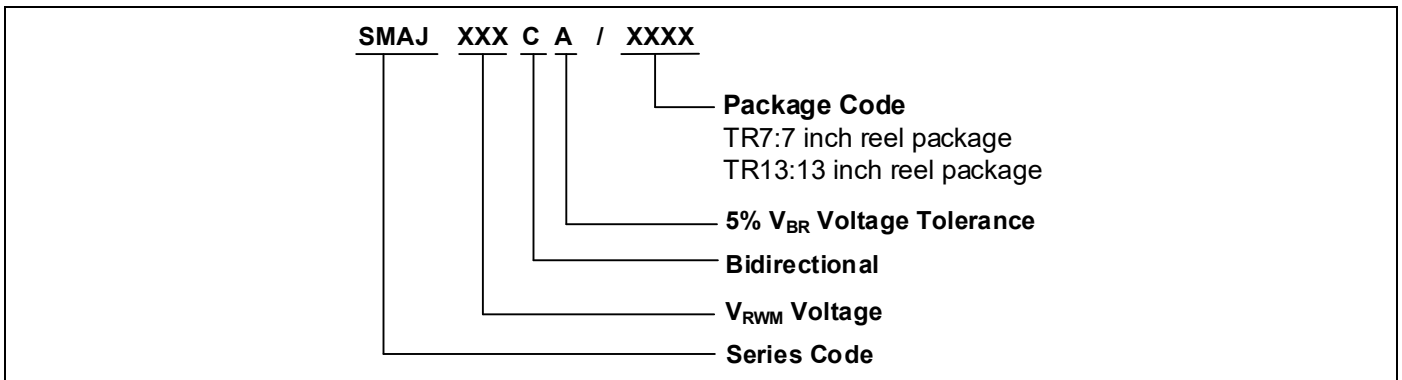 SMAJ XXX C A / XXXX
Package Code
TR7:7 inch reel package
TR13:13 inch reel package
5% VBR Voltage Tolerance
Bidirectional
VRWM Voltage
Series Code